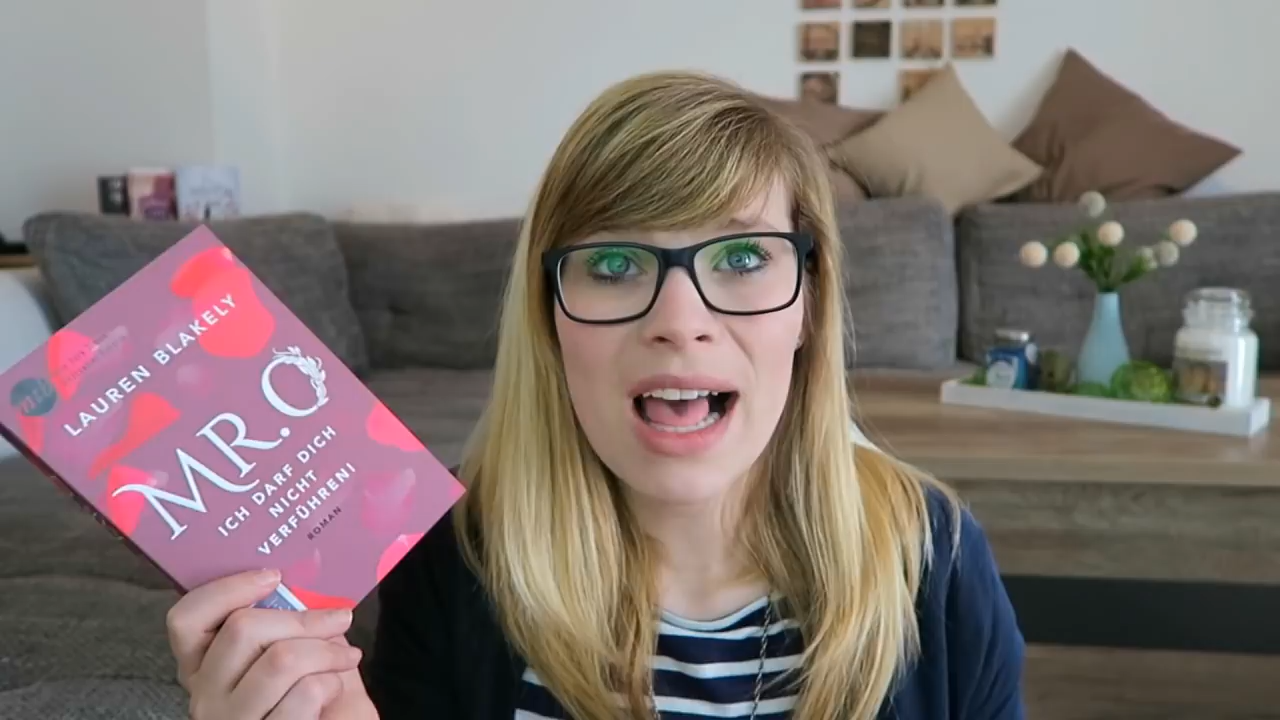 LAUREN BLAKELY
MR. O
ICH DARF DICH
NICHT
VERFÜHREN!
ROMAN